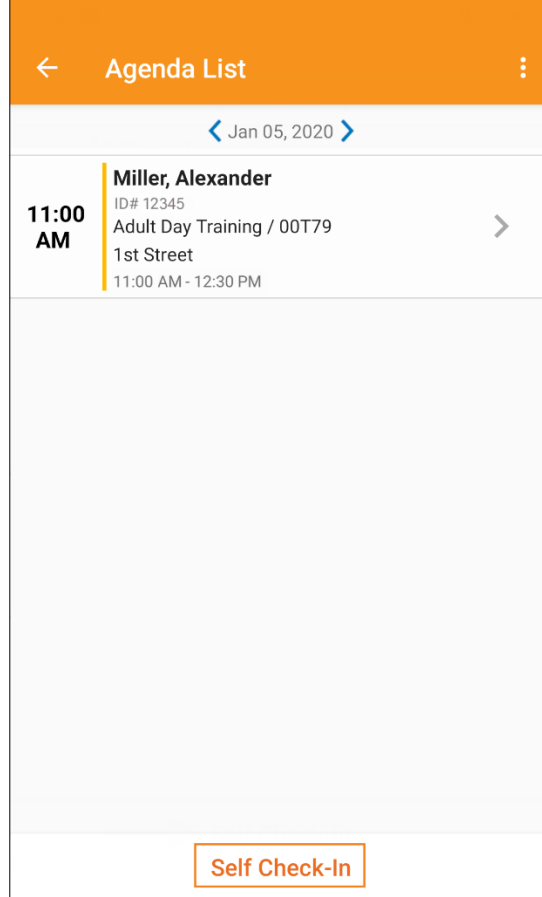 Agenda List
Jan 05, 2020
11:00
AM
Miller, Alexander
ID# 12345
Adult Day Training / 00T79
1st Street
11:00 AM - 12:30 PM
Self Check-In